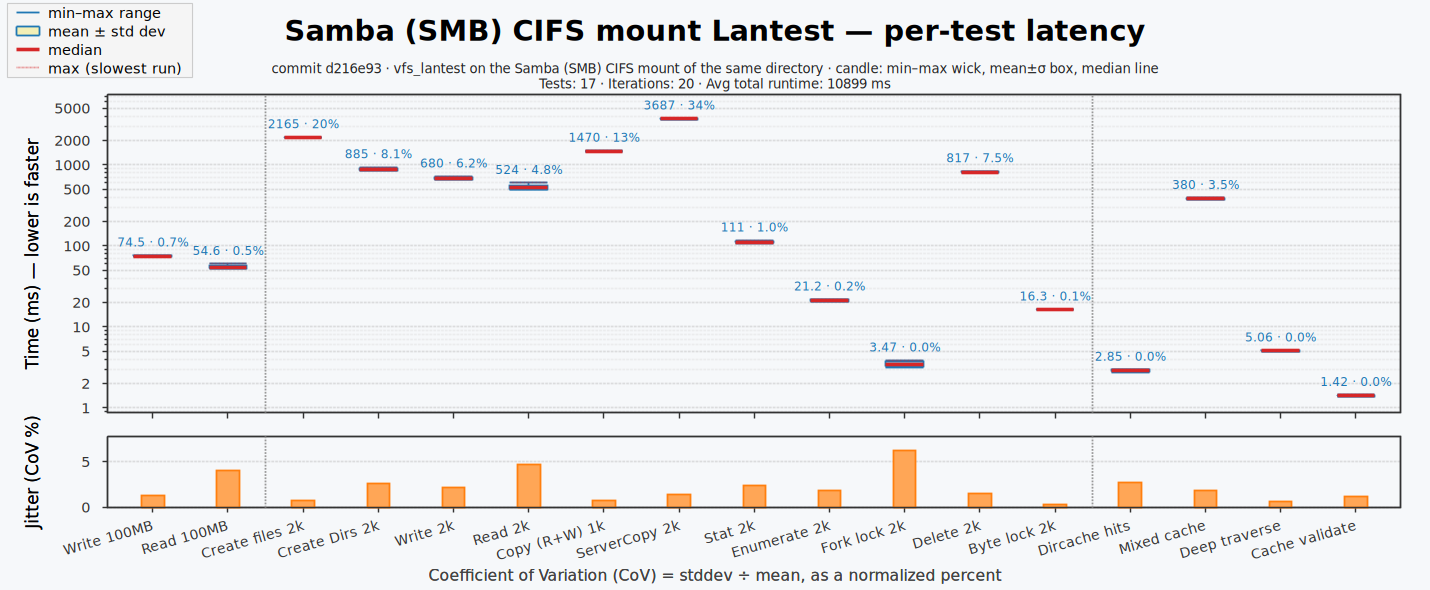 min–max range
mean ± std dev
median
max (slowest run)
Samba (SMB) CIFS mount Lantest — per-test latency
commit d216e93 · vfs_lantest on the Samba (SMB) CIFS mount of the same directory · candle: min–max wick, mean±σ box, median line
Tests: 17 · Iterations: 20 · Avg total runtime: 10899 ms
Time (ms) — lower is faster
5000
2000
1000
500
200
100
50
20
10
5
2
1
74.5 · 0.7%
54.6 · 0.5%
2165 · 20%
885 · 8.1%
680 · 6.2%
524 · 4.8%
1470 · 13%
3687 · 34%
111 · 1.0%
21.2 · 0.2%
3.47 · 0.0%
817 · 7.5%
16.3 · 0.1%
2.85 · 0.0%
380 · 3.5%
5.06 · 0.0%
1.42 · 0.0%
Jitter (CoV %)
5
0
Write 100MB
Read 100MB
Create files 2k
Create Dirs 2k
Write 2k
Read 2k
Copy (R+W) 1k
ServerCopy 2k
Stat 2k
Enumerate 2k
Fork lock 2k
Delete 2k
Byte lock 2k
Dircache hits
Mixed cache
Deep traverse
Cache validate
Coefficient of Variation (CoV) = stddev ÷ mean, as a normalized percent